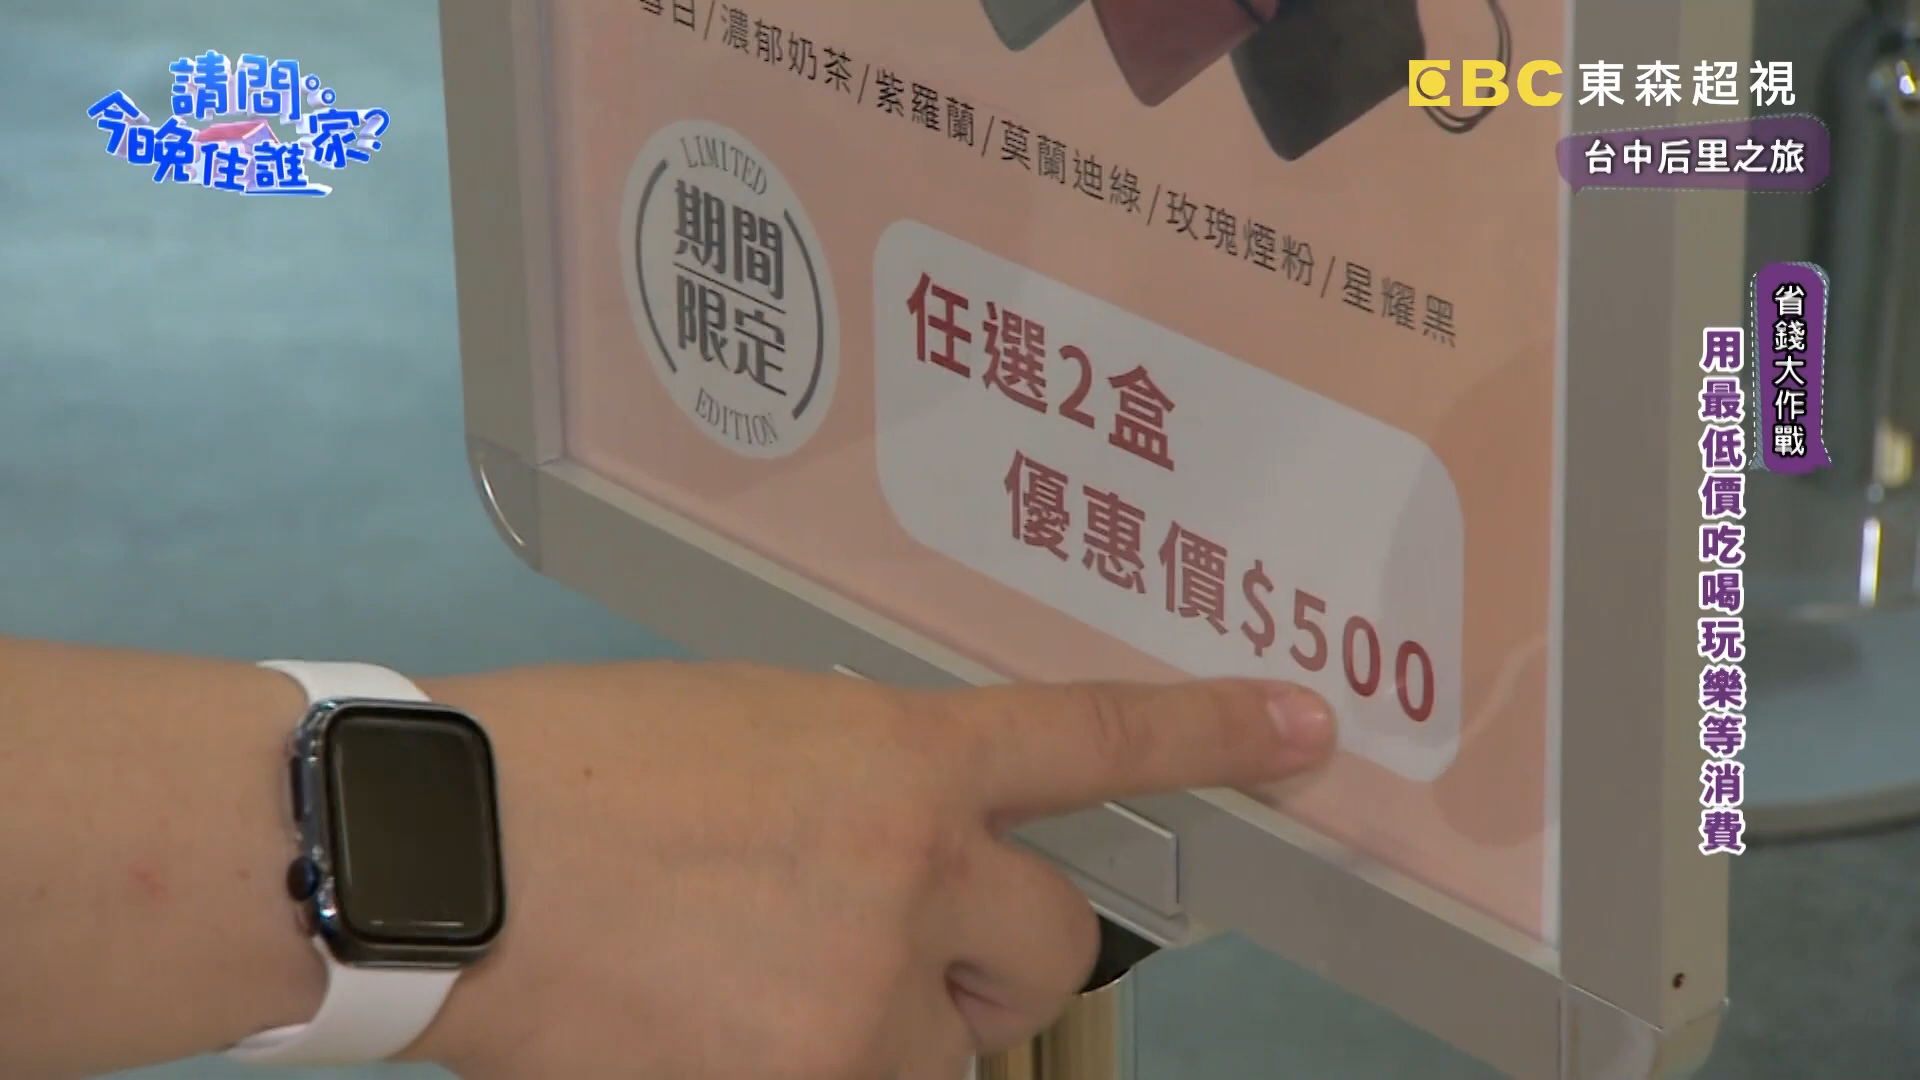 請問
今晚住誰家?
EBC 東森超視
台中后里之旅
省錢大作戰
用最低價吃喝玩樂等消費
雪白/濃郁奶茶/紫羅蘭/莫蘭迪綠/玫瑰煙粉/星耀黑
LIMITED
期間
限定
EDITION
任選2盒
優惠價$500